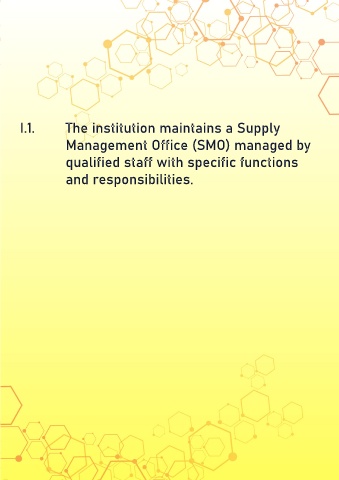 I.1. The institution maintains a Supply
Management Office (SMO) managed by
qualified staff with specific functions
and responsibilities.